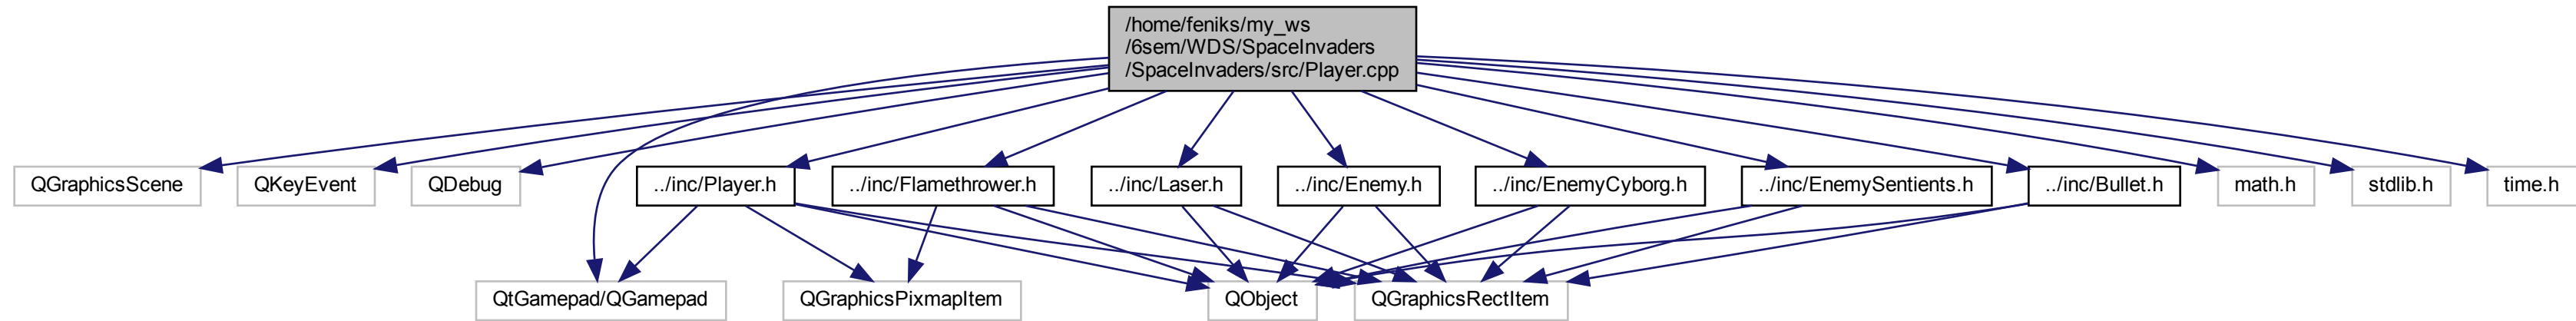 /home/feniks/my_ws
/6sem/WDS/SpaceInvaders
/SpaceInvaders/src/Player.cpp
QGraphicsScene
QKeyEvent
QDebug
../inc/Player.h
../inc/Flamethrower.h
../inc/Laser.h
../inc/Enemy.h
../inc/EnemyCyborg.h
../inc/EnemySentients.h
../inc/Bullet.h
math.h
stdlib.h
time.h
QtGamepad/QGamepad
QGraphicsPixmapItem
QObject
QGraphicsRectItem